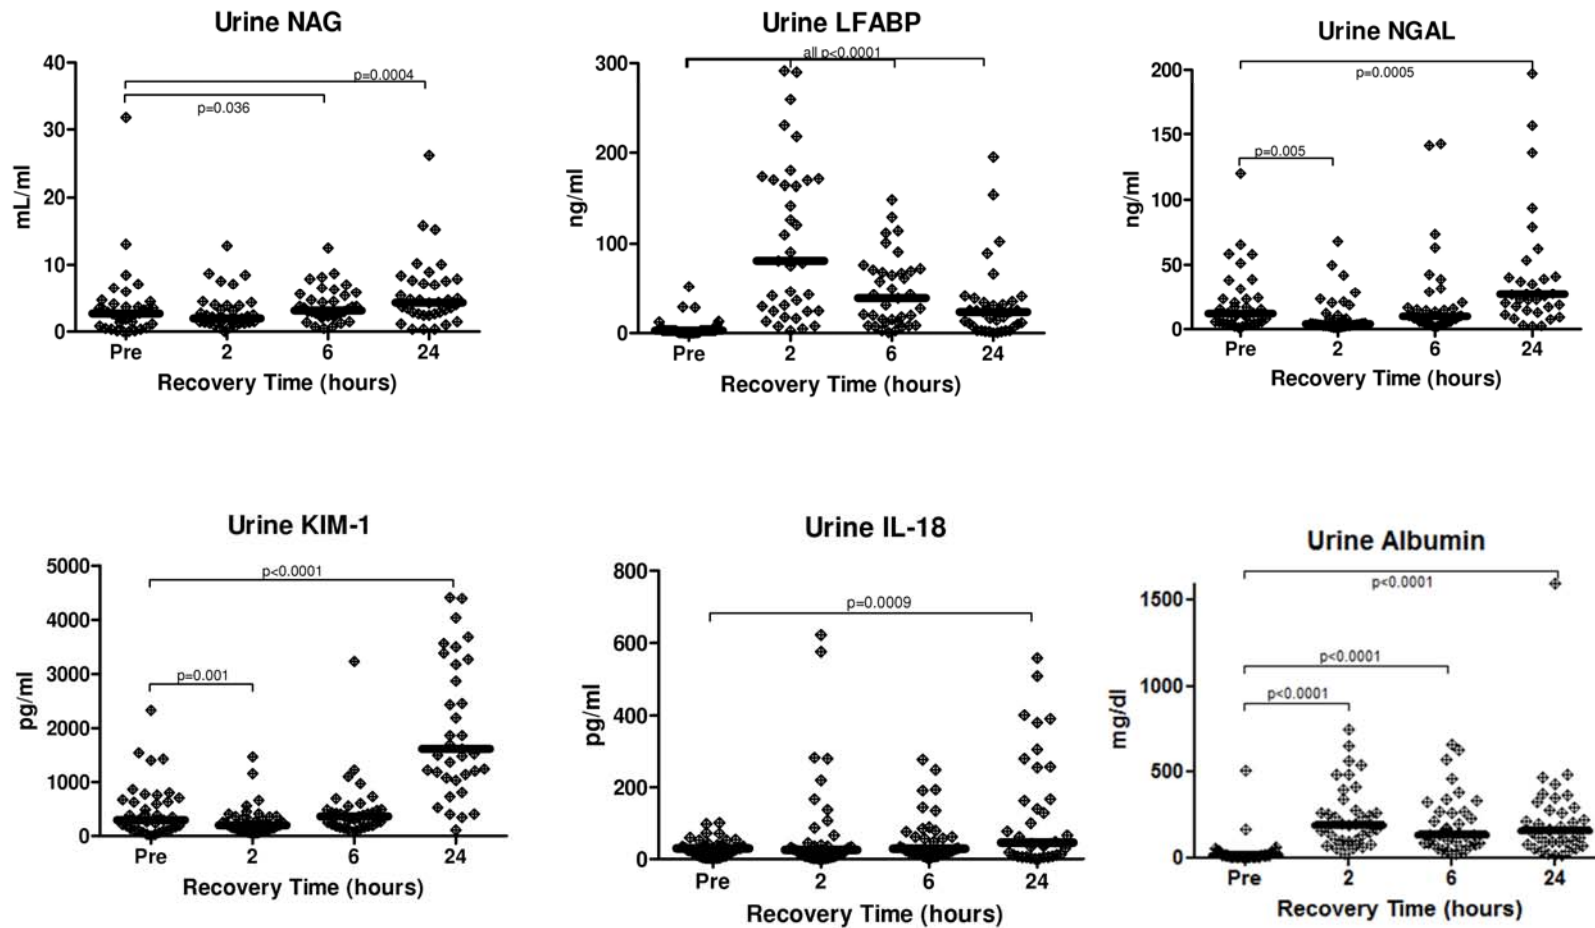 Urine NAG
40
30
20
10
0
mL/ml
p=0.0004
p=0.036
Pre 2 6 24
Recovery Time (hours)
Urine LFABP
300
200
100
0
ng/ml
all p<0.0001
Pre 2 6 24
Recovery Time (hours)
Urine NGAL
200
150
100
50
0
ng/ml
p=0.0005
p=0.005
Pre 2 6 24
Recovery Time (hours)
Urine KIM-1
5000
4000
3000
2000
1000
0
pg/ml
p<0.0001
p=0.001
Pre 2 6 24
Recovery Time (hours)
Urine IL-18
800
600
400
200
0
pg/ml
p=0.0009
Pre 2 6 24
Recovery Time (hours)
Urine Albumin
1500
1000
500
0
mg/dl
p<0.0001
p<0.0001
p<0.0001
Pre 2 6 24
Recovery Time (hours)